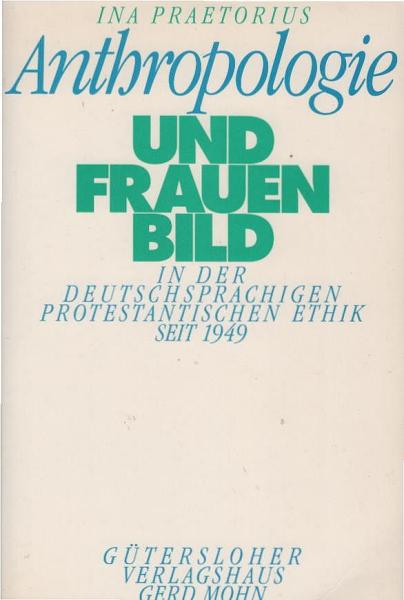 INA PRAETORIUS
Anthropologie
UND
FRAUEN
BILD
IN DER
DEUTSCHSPRACHIGEN
PROTESTANTISCHEN ETHIK
SEIT 1949
GÜTERSLOHER
VERLAGSHAUS
GERD MOHN